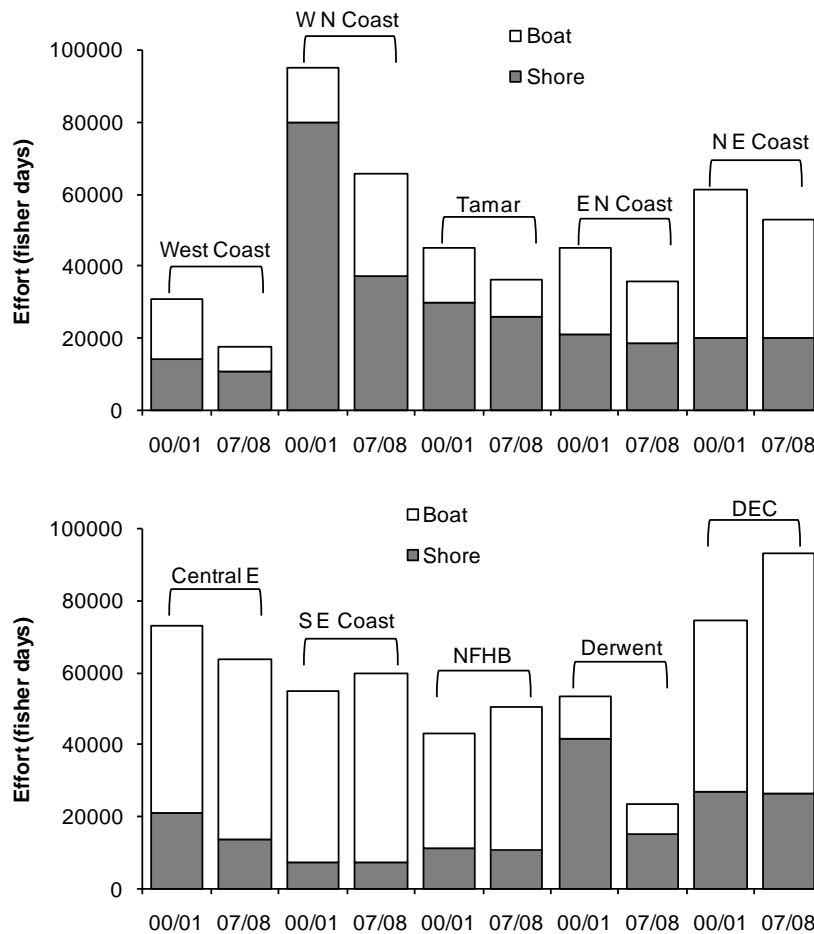 W N Coast
100000
Boat
Shore
80000
N E Coast
60000
Tamar
E N Coast
West Coast
40000
20000
0
Effort (fisher days)
00/01 07/08 00/01 07/08 00/01 07/08 00/01 07/08 00/01 07/08
100000
Boat
DEC
Shore
Central E
80000
S E Coast
NFHB
Derwent
60000
40000
20000
0
Effort (fisher days)
00/01 07/08 00/01 07/08 00/01 07/08 00/01 07/08 00/01 07/08